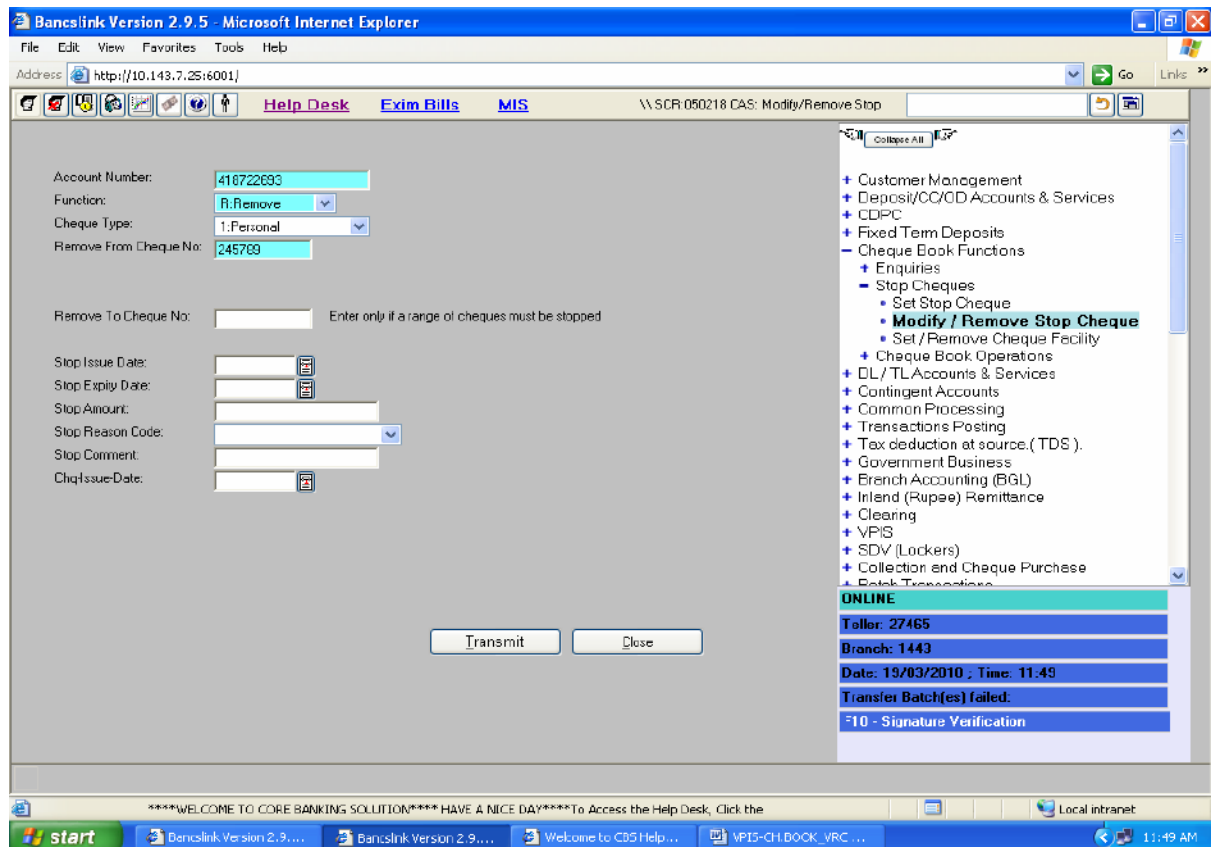 Bancslink Version 2.9.5 - Microsoft Internet Explorer
File Edit View Favorites Tools Help
Address http://10.143.7.25:6001/ Go Links »
Help Desk Exim Bills MIS \\SCR:050218 CAS: Modify/Remove Stop
Collapse All
Account Number: 418722693
Function: R:Remove
Cheque Type: 1:Personal
Remove From Cheque No: 245789
Remove To Cheque No: Enter only if a range of cheques must be stopped
Stop Issue Date:
Stop Expiry Date:
Stop Amount:
Stop Reason Code:
Stop Comment:
Chq-Issue-Date:
Transmit Close
+ Customer Management
+ Deposit/CC/OD Accounts & Services
+ CDPC
+ Fixed Term Deposits
− Cheque Book Functions
+ Enquiries
− Stop Cheques
• Set Stop Cheque
• Modify / Remove Stop Cheque
• Set / Remove Cheque Facility
+ Cheque Book Operations
+ DL / TL Accounts & Services
+ Contingent Accounts
+ Common Processing
+ Transactions Posting
+ Tax deduction at source.( TDS ).
+ Government Business
+ Branch Accounting (BGL)
+ Inland (Rupee) Remittance
+ Clearing
+ VPIS
+ SDV (Lockers)
+ Collection and Cheque Purchase
+ Batch Transactions
ONLINE
Teller: 27465
Branch: 1443
Date: 19/03/2010 ; Time: 11:49
Transfer Batch(es) failed:
F10 - Signature Verification
****WELCOME TO CORE BANKING SOLUTION**** HAVE A NICE DAY****To Access the Help Desk, Click the
Local intranet
start Bancslink Version 2.9.... Bancslink Version 2.9.... Welcome to CBS Help... VPIS-CH.BOOK_VRC ... 11:49 AM